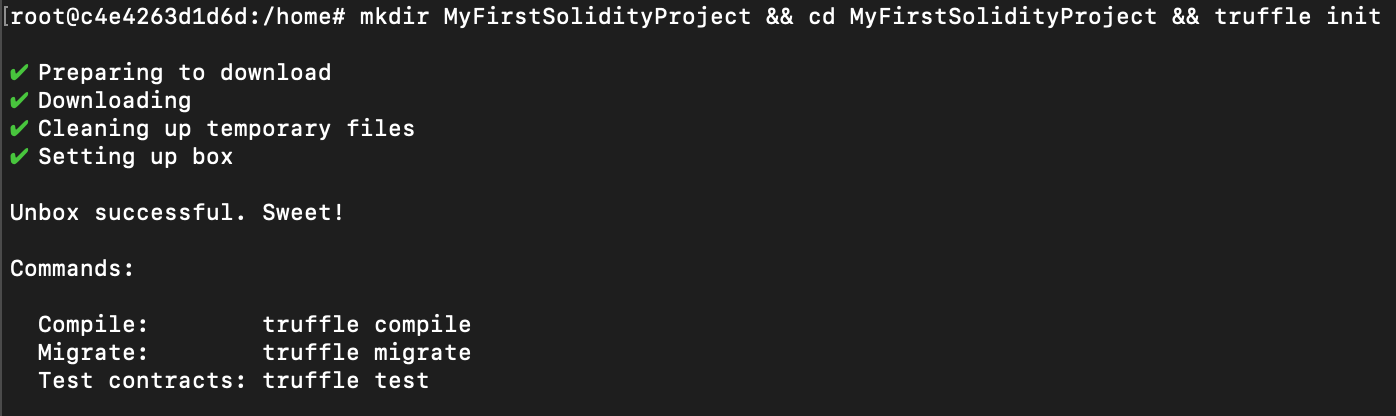 [root@c4e4263d1d6d:/home# mkdir MyFirstSolidityProject && cd MyFirstSolidityProject && truffle init
✔ Preparing to download
✔ Downloading
✔ Cleaning up temporary files
✔ Setting up box
Unbox successful. Sweet!
Commands:
Compile: truffle compile
Migrate: truffle migrate
Test contracts: truffle test